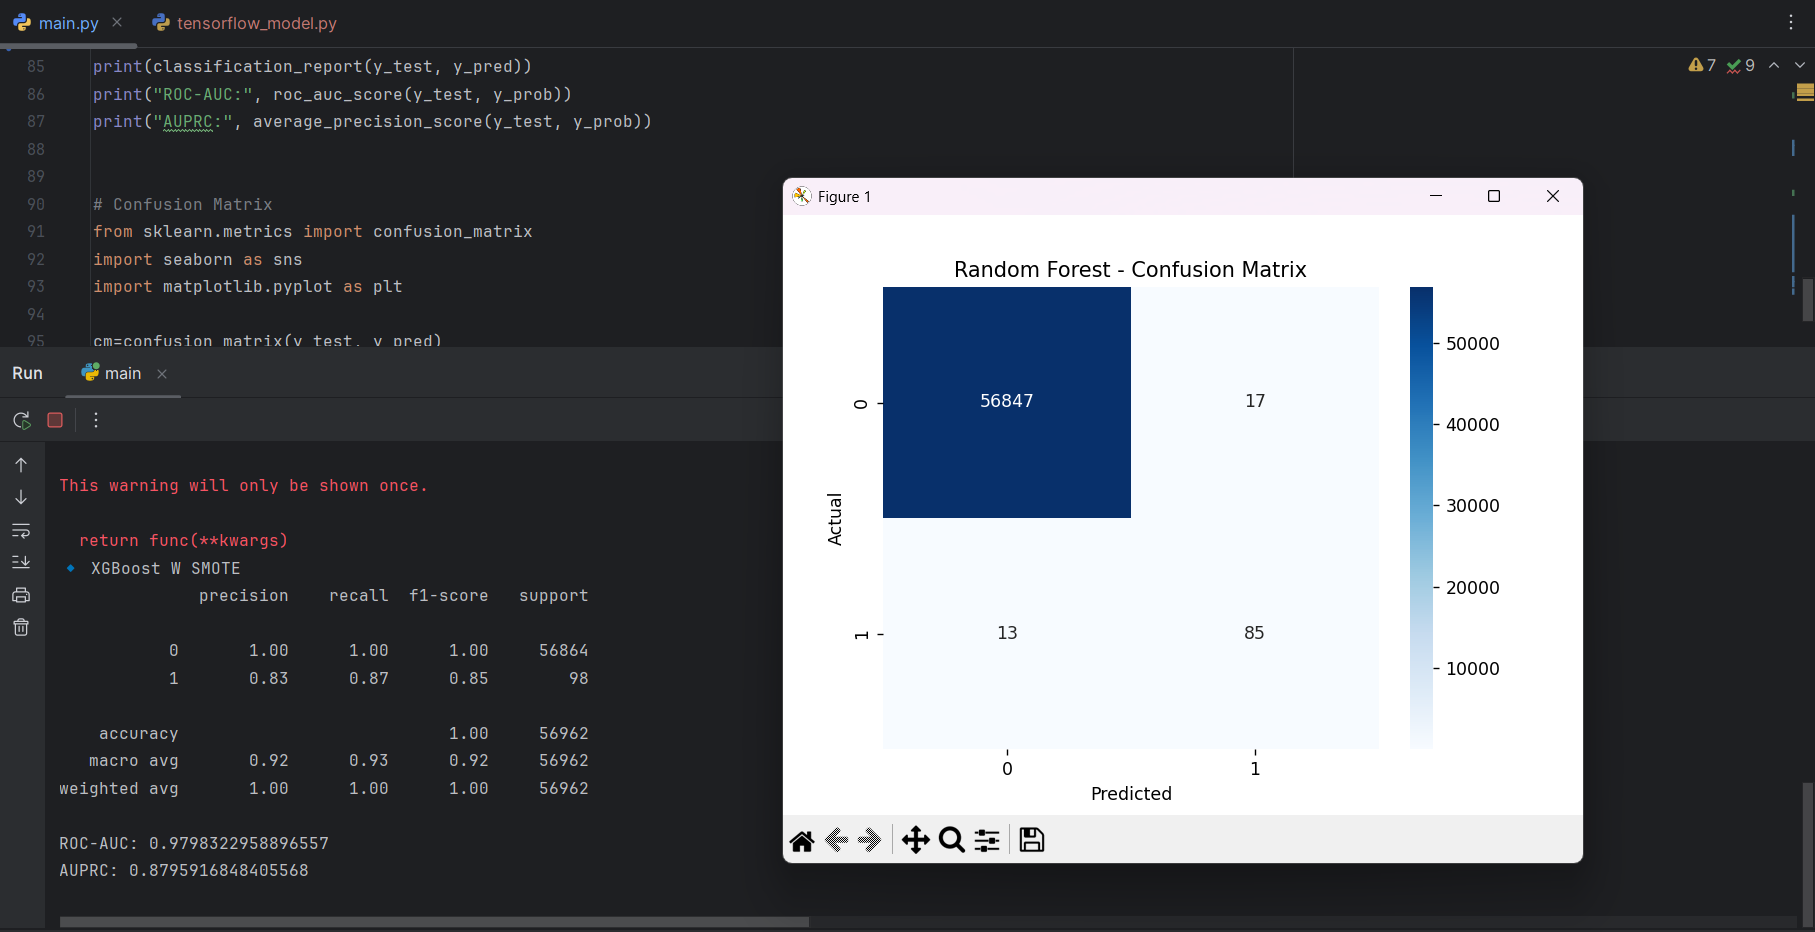 main.py
tensorflow_model.py
85 print(classification_report(y_test, y_pred))
86 print("ROC-AUC:", roc_auc_score(y_test, y_prob))
87 print("AUPRC:", average_precision_score(y_test, y_prob))
88
89
90 # Confusion Matrix
91 from sklearn.metrics import confusion_matrix
92 import seaborn as sns
93 import matplotlib.pyplot as plt
94
95 cm=confusion_matrix(y_test, y_pred)
7 9
Run main
This warning will only be shown once.
return func(**kwargs)
XGBoost W SMOTE
precision recall f1-score support
0 1.00 1.00 1.00 56864
1 0.83 0.87 0.85 98
accuracy 1.00 56962
macro avg 0.92 0.93 0.92 56962
weighted avg 1.00 1.00 1.00 56962
ROC-AUC: 0.9798322958896557
AUPRC: 0.8795916848405568
Figure 1
Random Forest - Confusion Matrix
Actual
0
1
56847 17
13 85
0 1
Predicted
50000
40000
30000
20000
10000